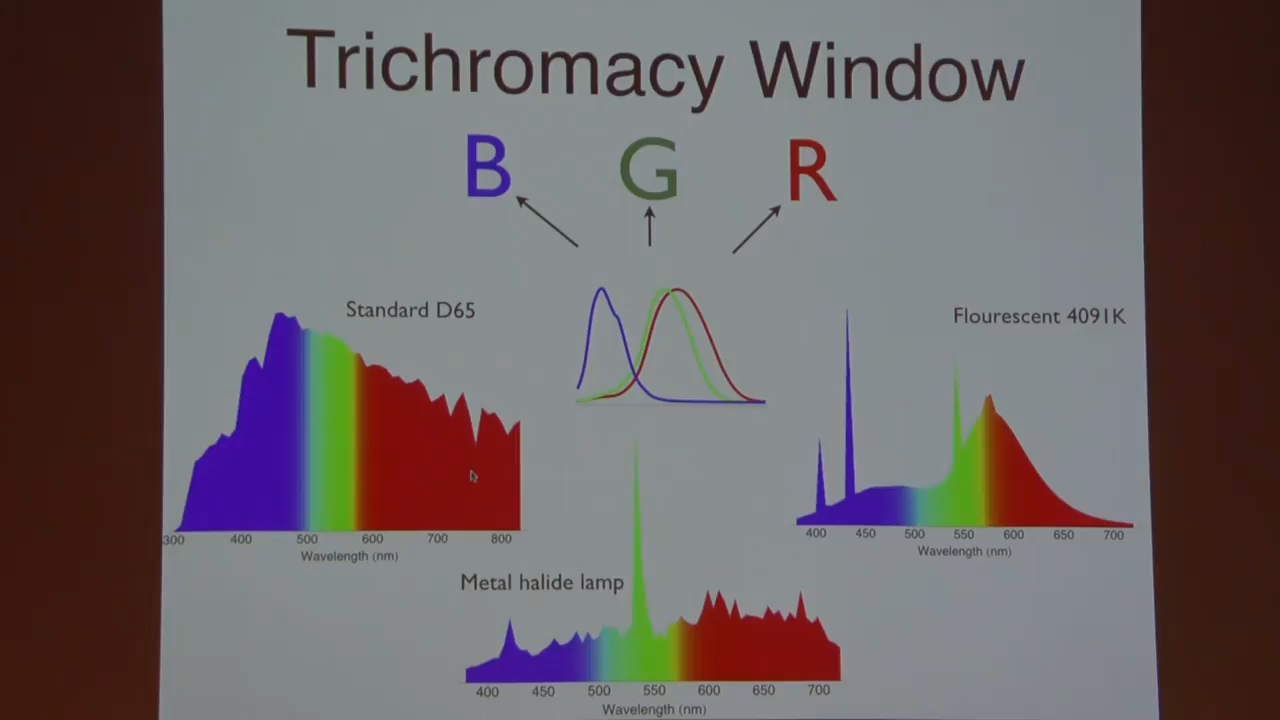 Trichromacy Window
B G R
Standard D65
300 400 500 600 700 800
Wavelength (nm)
Flourescent 4091K
400 450 500 550 600 650 700
Wavelength (nm)
Metal halide lamp
400 450 500 550 600 650 700
Wavelength (nm)